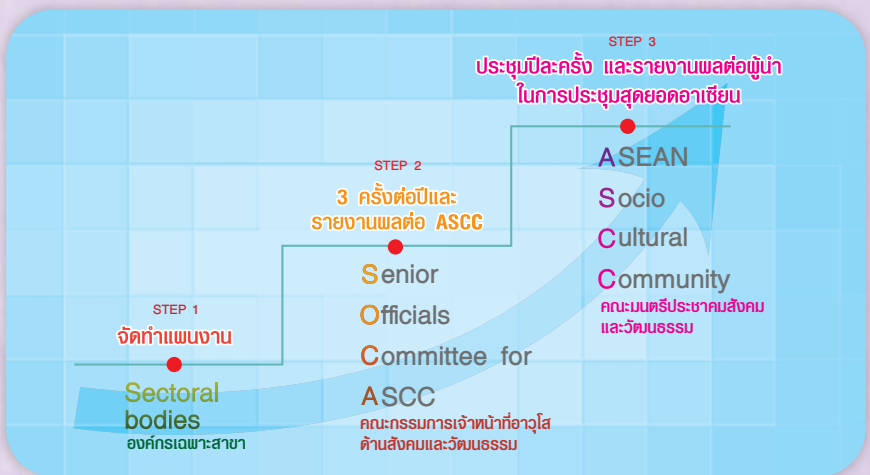 STEP 3
ประชุมปีละครั้ง และรายงานผลต่อผู้นำ
ในการประชุมสุดยอดอาเซียน
ASEAN
Socio
Cultural
Community
คณะมนตรีประชาคมสังคม
และวัฒนธรรม
STEP 2
3 ครั้งต่อปีและ
รายงานผลต่อ ASCC
Senior
Officials
Committee for
ASCC
คณะกรรมการเจ้าหน้าที่อาวุโส
ด้านสังคมและวัฒนธรรม
STEP 1
จัดทำแผนงาน
Sectoral
bodies
องค์กรเฉพาะสาขา